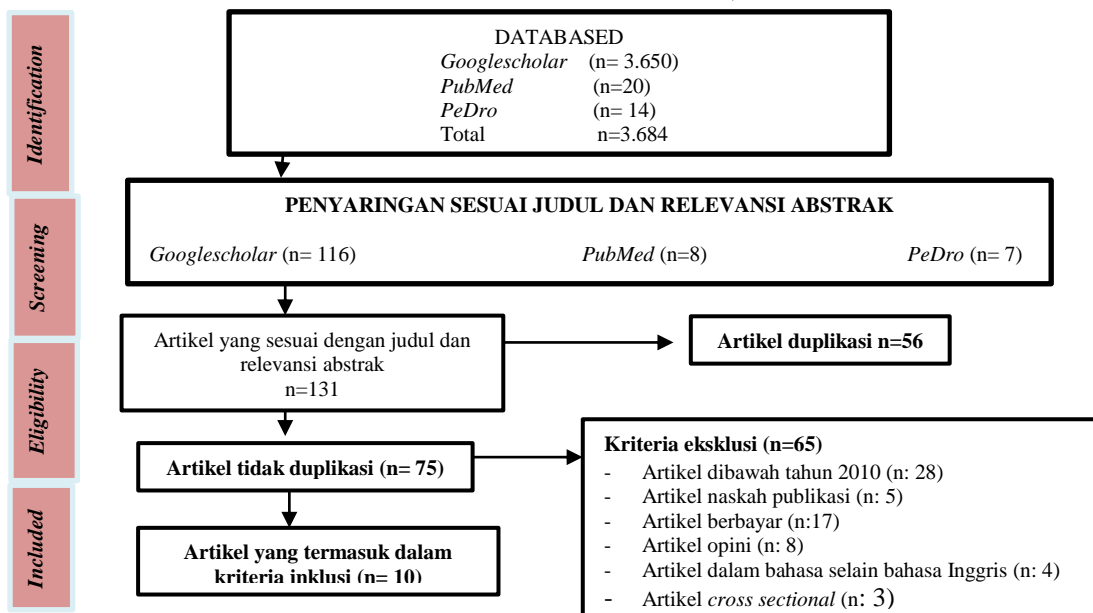 Identification
DATABASED
Googlescholar (n= 3.650)
PubMed (n=20)
PeDro (n= 14)
Total n=3.684
Screening
PENYARINGAN SESUAI JUDUL DAN RELEVANSI ABSTRAK
Googlescholar (n= 116) PubMed (n=8) PeDro (n= 7)
Artikel yang sesuai dengan judul dan
relevansi abstrak
n=131
Artikel duplikasi n=56
Eligibility
Artikel tidak duplikasi (n= 75)
Kriteria eksklusi (n=65)
- Artikel dibawah tahun 2010 (n: 28)
- Artikel naskah publikasi (n: 5)
- Artikel berbayar (n:17)
- Artikel opini (n: 8)
- Artikel dalam bahasa selain bahasa Inggris (n: 4)
- Artikel cross sectional (n: 3)
Included
Artikel yang termasuk dalam
kriteria inklusi (n= 10)